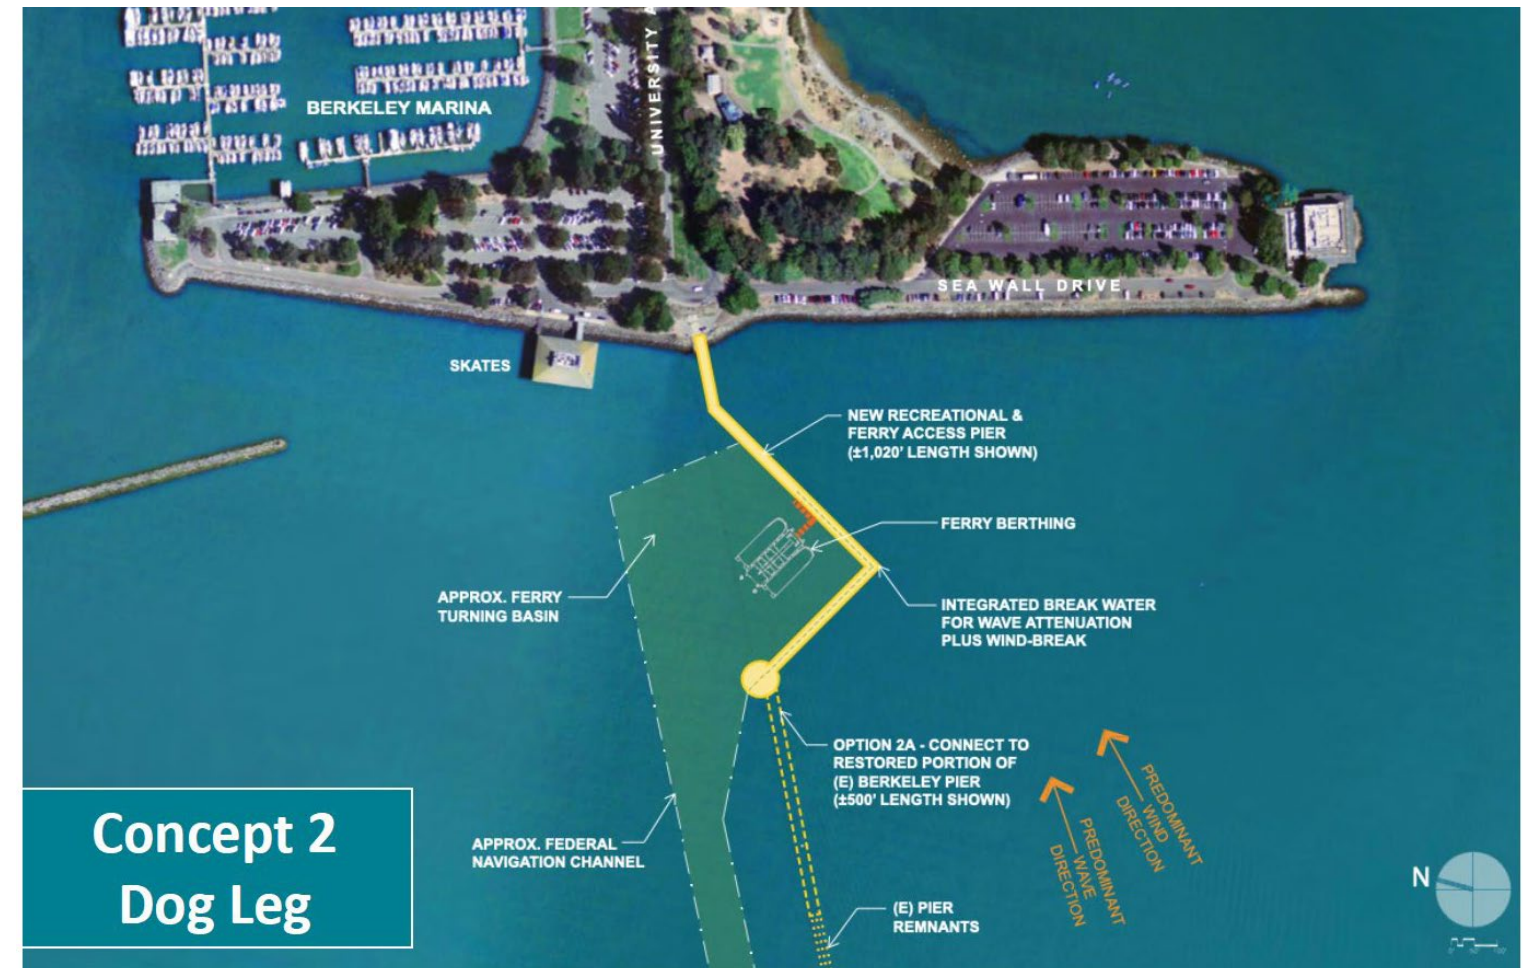 UNIVERSITY A
BERKELEY MARINA
SEA WALL DRIVE
SKATES
NEW RECREATIONAL &
FERRY ACCESS PIER
(±1,020' LENGTH SHOWN)
FERRY BERTHING
APPROX. FERRY
TURNING BASIN
INTEGRATED BREAK WATER
FOR WAVE ATTENUATION
PLUS WIND-BREAK
OPTION 2A - CONNECT TO
RESTORED PORTION OF
(E) BERKELEY PIER
(±500' LENGTH SHOWN)
PREDOMINANT
WIND
DIRECTION
PREDOMINANT
WAVE
DIRECTION
APPROX. FEDERAL
NAVIGATION CHANNEL
(E) PIER
REMNANTS
Concept 2
Dog Leg
N